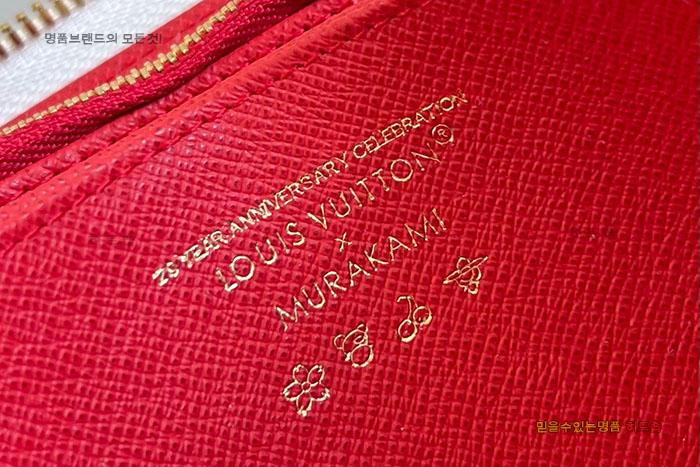 명품브랜드의 모든것!
20 YEAR ANNIVERSARY CELEBRATION
LOUIS VUITTON®
x
MURAKAMI
믿을수있는명품